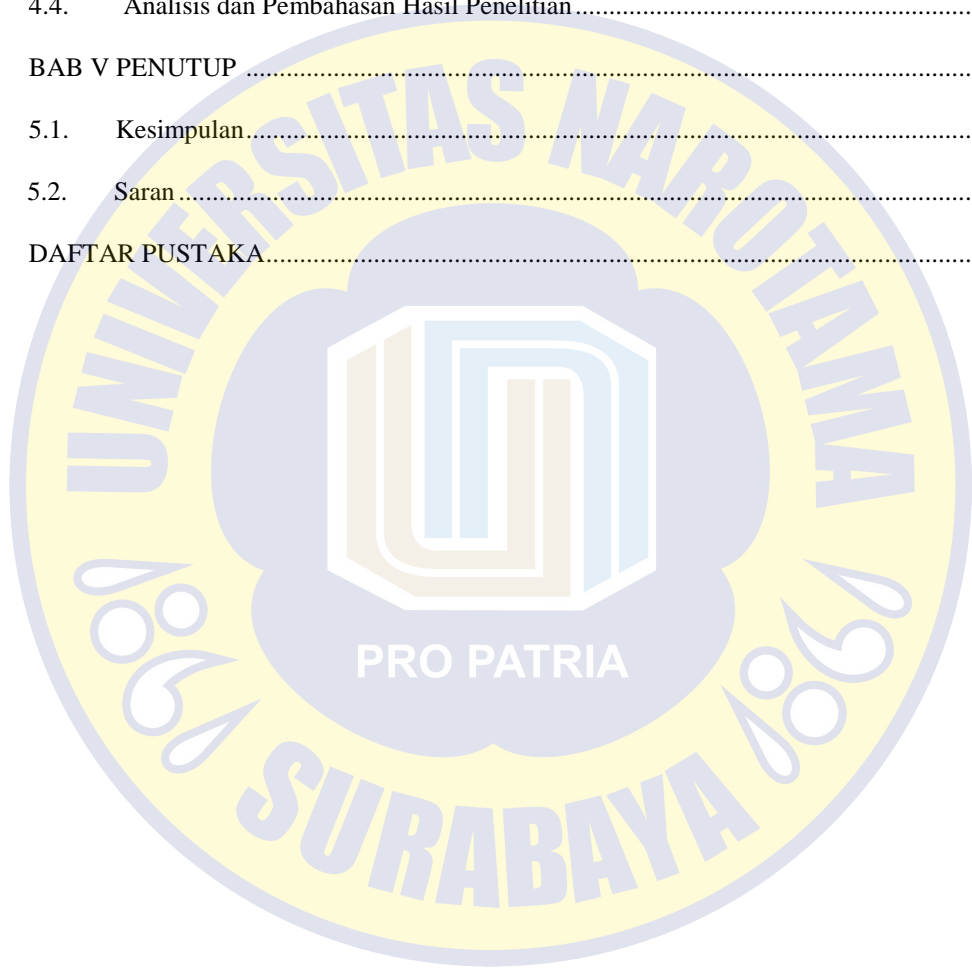 4.4. Analisis dan Pembahasan Hasil Penelitian................................................
BAB V PENUTUP ................................................
5.1. Kesimpulan................................................
5.2. Saran................................................
DAFTAR PUSTAKA................................................
UNIVERSITAS NAROTAMA
PRO PATRIA
SURABAYA